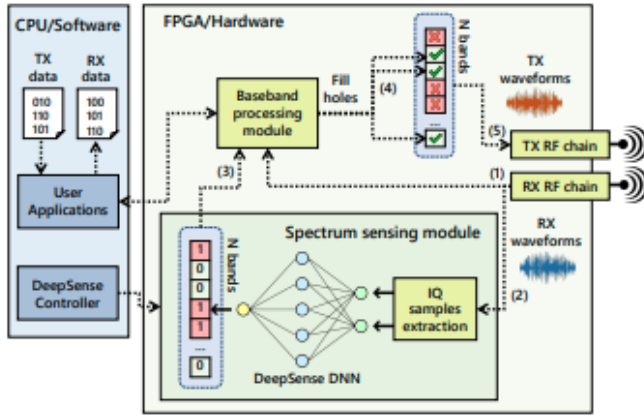 CPU/Software
TX
data
RX
data
010
110
101
100
101
110
User
Applications
DeepSense
Controller
FPGA/Hardware
Baseband
processing
module
Fill
holes
(4)
N bands
...
TX
waveforms
(5)
TX RF chain
(1)
RX RF chain
RX
waveforms
(2)
(3)
Spectrum sensing module
1
0
0
1
1
...
0
N bands
DeepSense DNN
IQ
samples
extraction